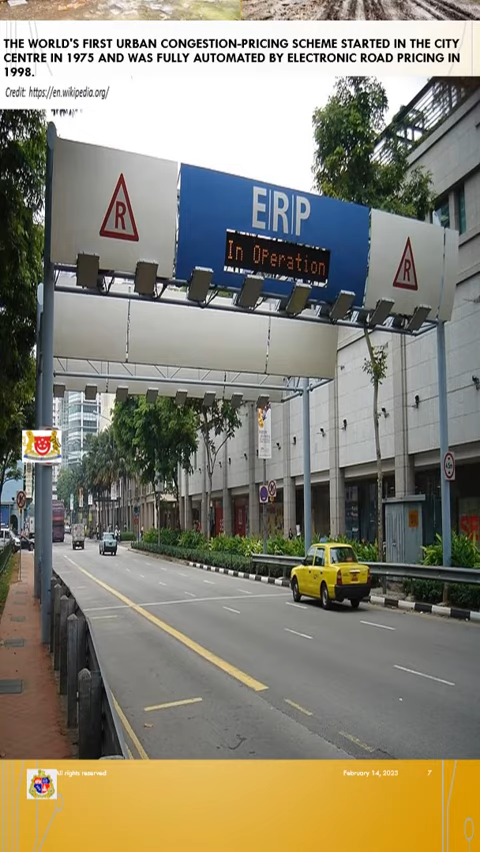 THE WORLD'S FIRST URBAN CONGESTION-PRICING SCHEME STARTED IN THE CITY
CENTRE IN 1975 AND WAS FULLY AUTOMATED BY ELECTRONIC ROAD PRICING IN
1998.
Credit: https://en.wikipedia.org/
R
ERP
In Operation
R
All rights reserved
February 14, 2023
7